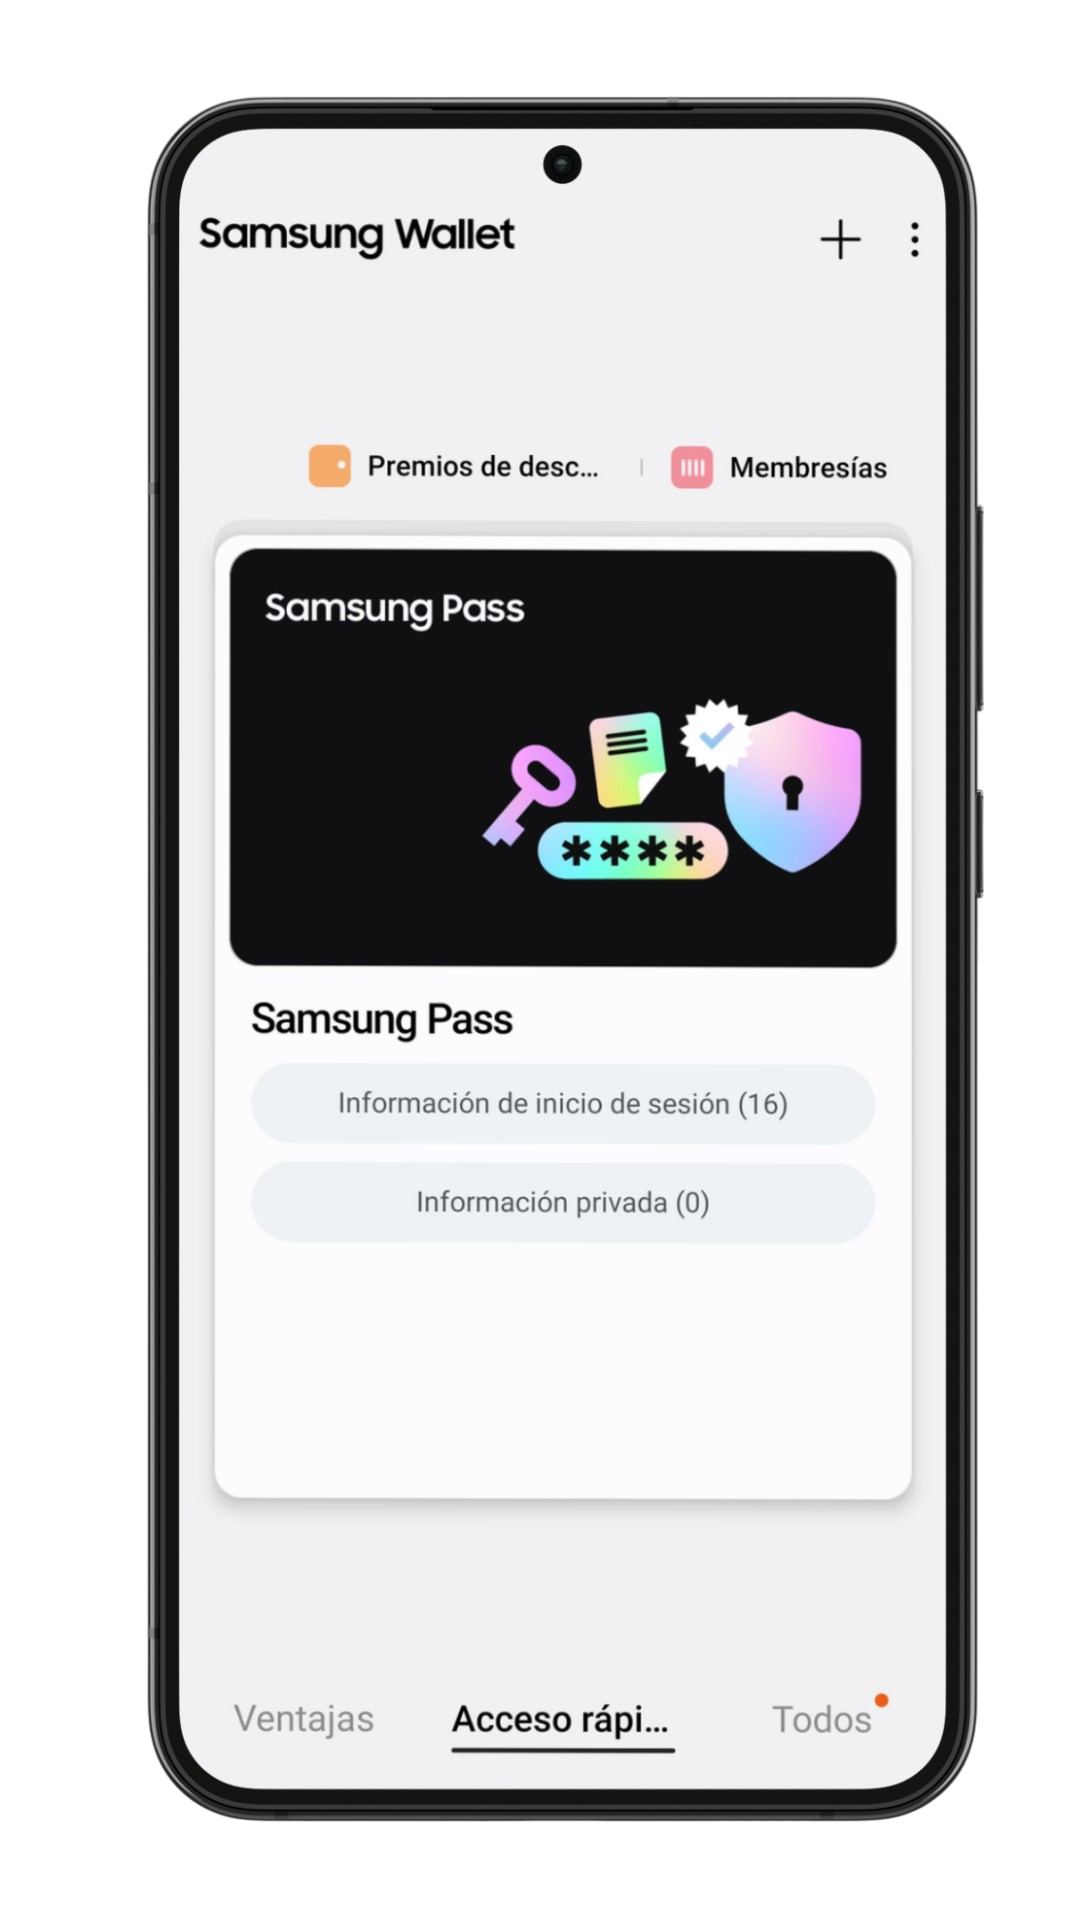 Samsung Wallet
Premios de desc... | Membresías
Samsung Pass
****
Samsung Pass
Información de inicio de sesión (16)
Información privada (0)
Ventajas Acceso rápi... Todos